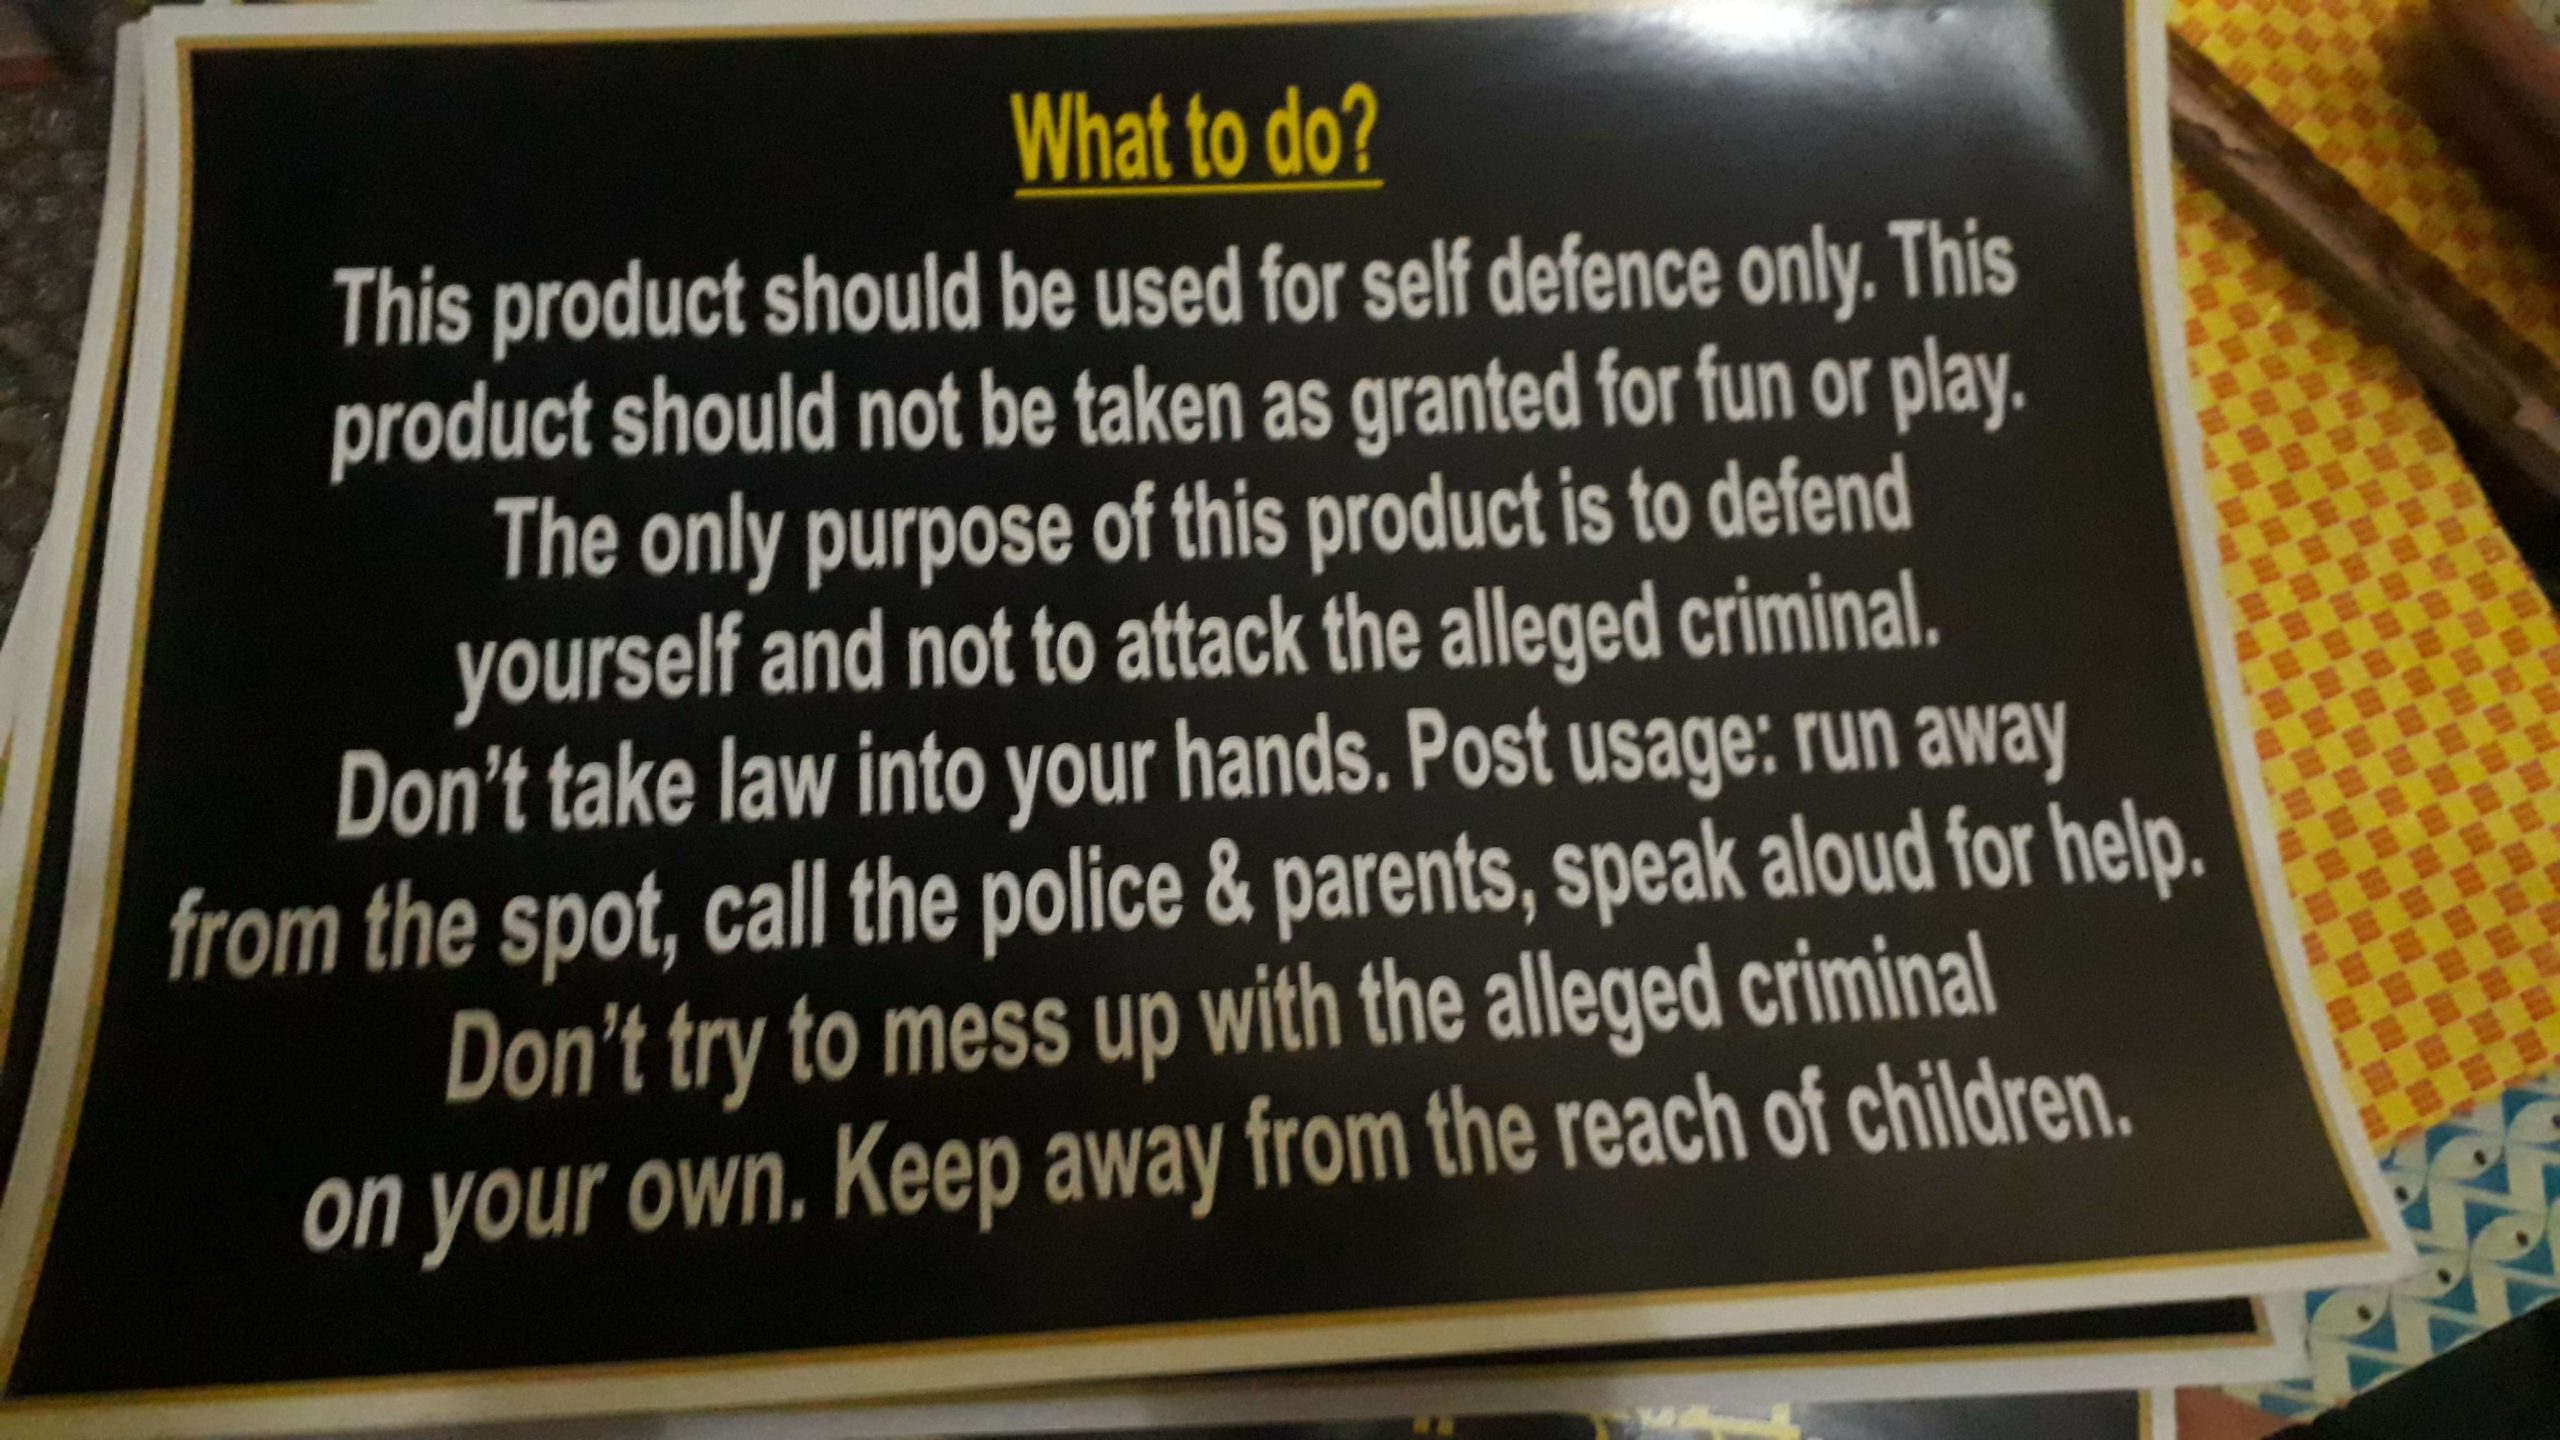 What to do?
This product should be used for self defence only. This
product should not be taken as granted for fun or play.
The only purpose of this product is to defend
yourself and not to attack the alleged criminal.
Don't take law into your hands. Post usage: run away
from the spot, call the police & parents, speak aloud for help.
Don't try to mess up with the alleged criminal
on your own. Keep away from the reach of children.